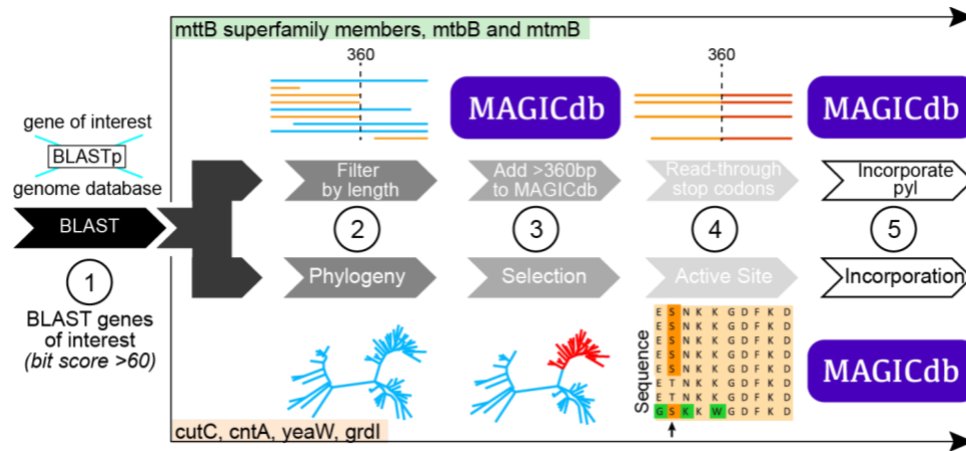 mttB superfamily members, mtbB and mtmB
360
360
MAGICdb
MAGICdb
gene of interest
BLASTp
genome database
BLAST
Filter
by length
Add >360bp
to MAGICdb
Read-through
stop codons
Incorporate
pyl
1
2
3
4
5
BLAST genes
of interest
(bit score >60)
Phylogeny
Selection
Active Site
Incorporation
Sequence
E S N K K G D F K D
E S N K K G D F K D
E S N K K G D F K D
E S N K K G D F K D
E S N K K G D F K D
E T N K K G D F K D
E T N K K G D F K D
G S K K W G D F K D
MAGICdb
cutC, cntA, yeaW, grdI